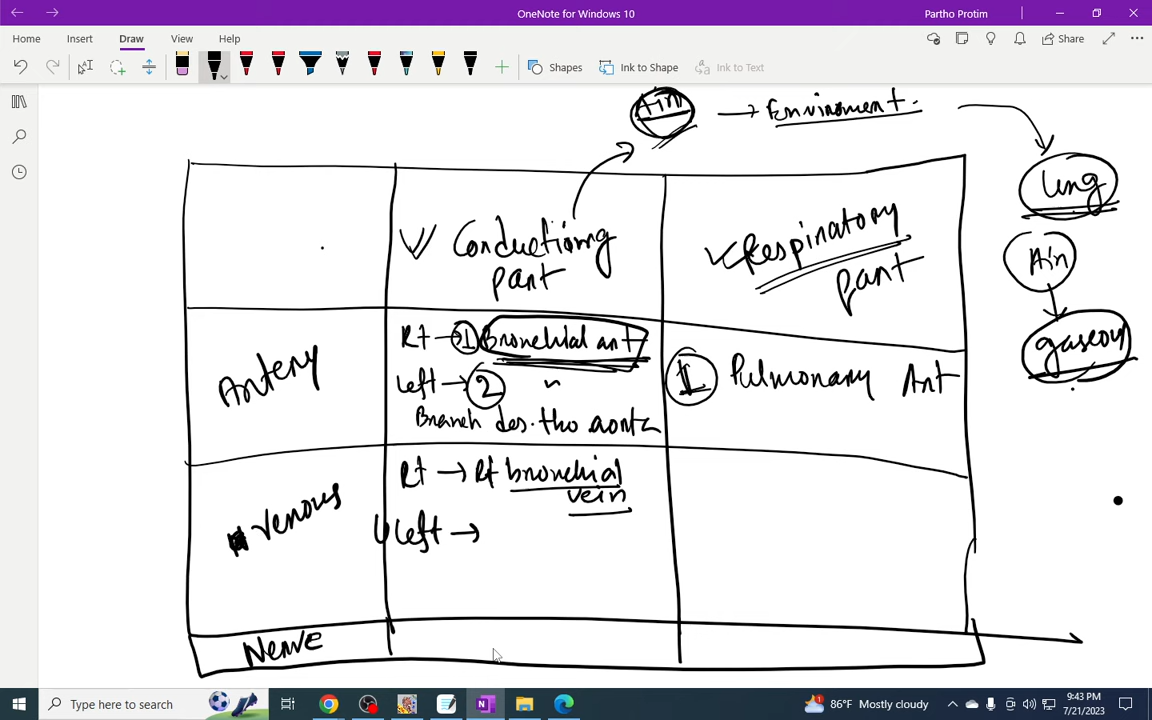 OneNote for Windows 10
Partho Protim
Home Insert Draw View Help
Share
Shapes
Ink to Shape
Ink to Text
Air → Environment.
Lung
Air
gaseous
Conductiong
part
Respiratory
part
Artery
Rt → 1 Bronchial art
Left → 2 "
Branch des. tho aorta
1 Pulmonary Art
venous
Rt → Rt bronchial
vein
Left →
Nerve
Type here to search
86°F Mostly cloudy
9:43 PM
7/21/2023